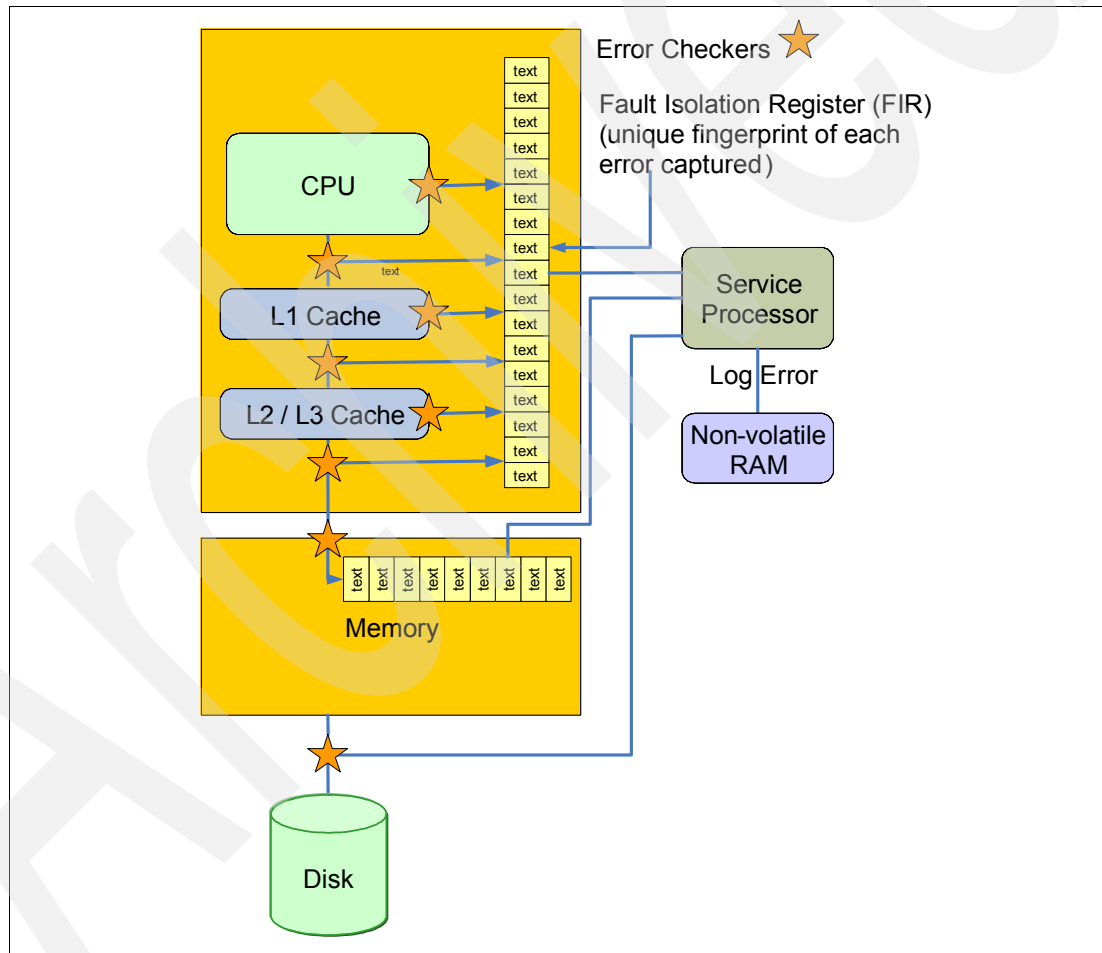 Error Checkers
text
text
Fault Isolation Register (FIR)
(unique fingerprint of each
error captured)
text
text
text
CPU
text
text
text
text
text
text
Service
Processor
text
L1 Cache
text
text
text
Log Error
text
L2 / L3 Cache
text
text
Non-volatile
RAM
text
text
text
text
text
text
text
text
text
text
text
Memory
Disk